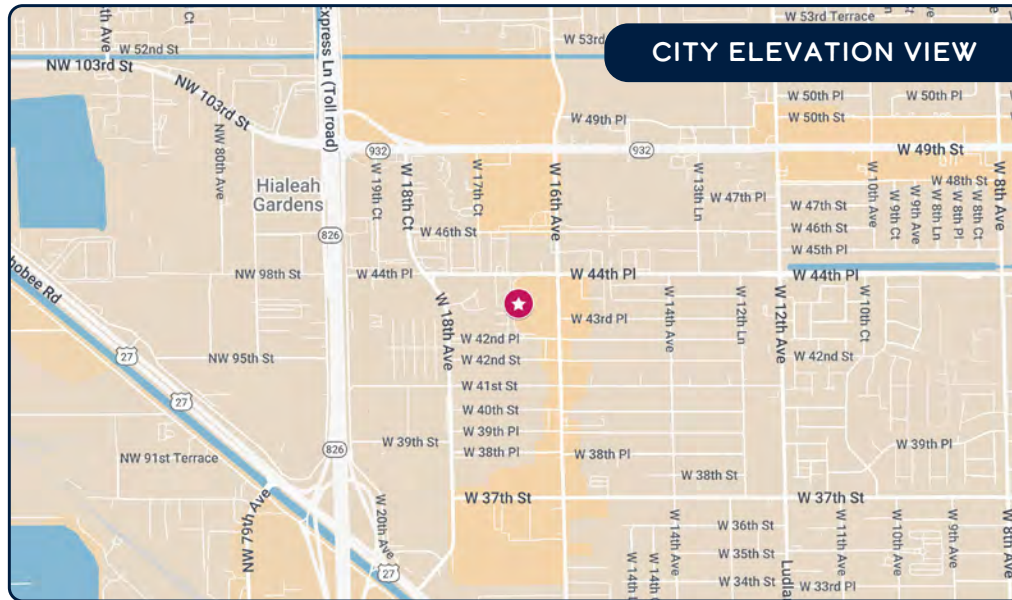 CITY ELEVATION VIEW
W 53rd Terrace
W 53rd
W 52nd St
NW 103rd St
NW 103rd St
Express Ln (Toll road)
W 50th Pl
W 50th Pl
W 50th St
W 49th Pl
932
932
W 49th St
NW 80th Ave
W 19th Ct
W 18th Ct
W 17th Ct
W 16th Ave
W 13th Ln
W 47th Pl
W 10th Ave
W 48th St
W 9th Ct
W 9th Ave
W 8th Ln
W 8th Pl
W 8th Ct
W 8th Ave
Hialeah
Gardens
W 47th St
W 46th St
W 46th St
W 45th Pl
826
NW 98th St
W 44th Pl
W 44th Pl
W 44th Pl
W 18th Ave
W 43rd Pl
W 14th Ave
W 12th Ln
W 12th Ave
W 10th Ct
W 42nd Pl
W 42nd St
W 42nd St
NW 95th St
27
W 41st St
27
W 40th St
W 39th St
W 39th Pl
W 39th Pl
826
W 38th Pl
W 38th Pl
NW 91st Terrace
W 38th St
W 37th St
W 37th St
NW 79th Ave
W 20th Ave
27
W 14th Ave
W 36th St
W 35th St
W 34th St
W 33rd Pl
W 11th Ave
W 10th Ave
W 9th Ave
W 8th Ave